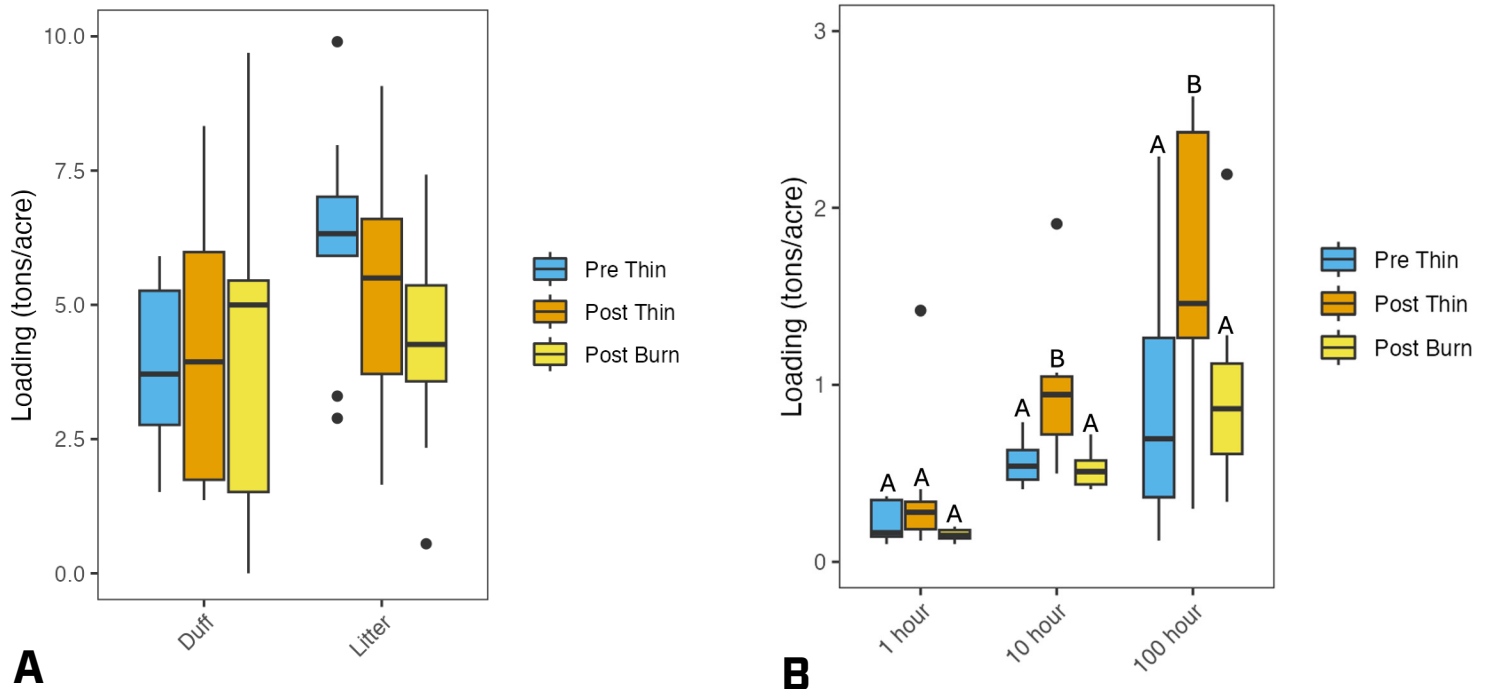 10.0
7.5
5.0
2.5
0.0
Loading (tons/acre)
Duff
Litter
Pre Thin
Post Thin
Post Burn
A
3
2
1
0
Loading (tons/acre)
A
A
A
A
B
A
A
B
A
1 hour
10 hour
100 hour
Pre Thin
Post Thin
Post Burn
B